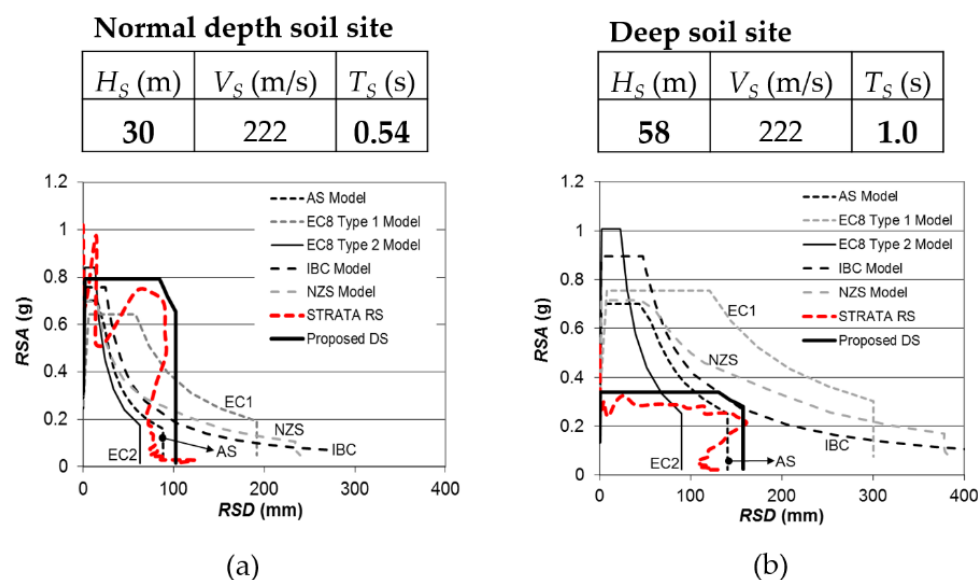 Normal depth soil site
H_S (m) V_S (m/s) T_S (s)
30 222 0.54
Deep soil site
H_S (m) V_S (m/s) T_S (s)
58 222 1.0
1.2
1
0.8
0.6
0.4
0.2
0
RSA (g)
0 100 200 300 400
RSD (mm)
AS Model
EC8 Type 1 Model
EC8 Type 2 Model
IBC Model
NZS Model
STRATA RS
Proposed DS
EC1
NZS
IBC
AS
EC2
(a)
1.2
1
0.8
0.6
0.4
0.2
0
RSA (g)
0 100 200 300 400
RSD (mm)
AS Model
EC8 Type 1 Model
EC8 Type 2 Model
IBC Model
NZS Model
STRATA RS
Proposed DS
EC1
NZS
IBC
EC2
AS
(b)